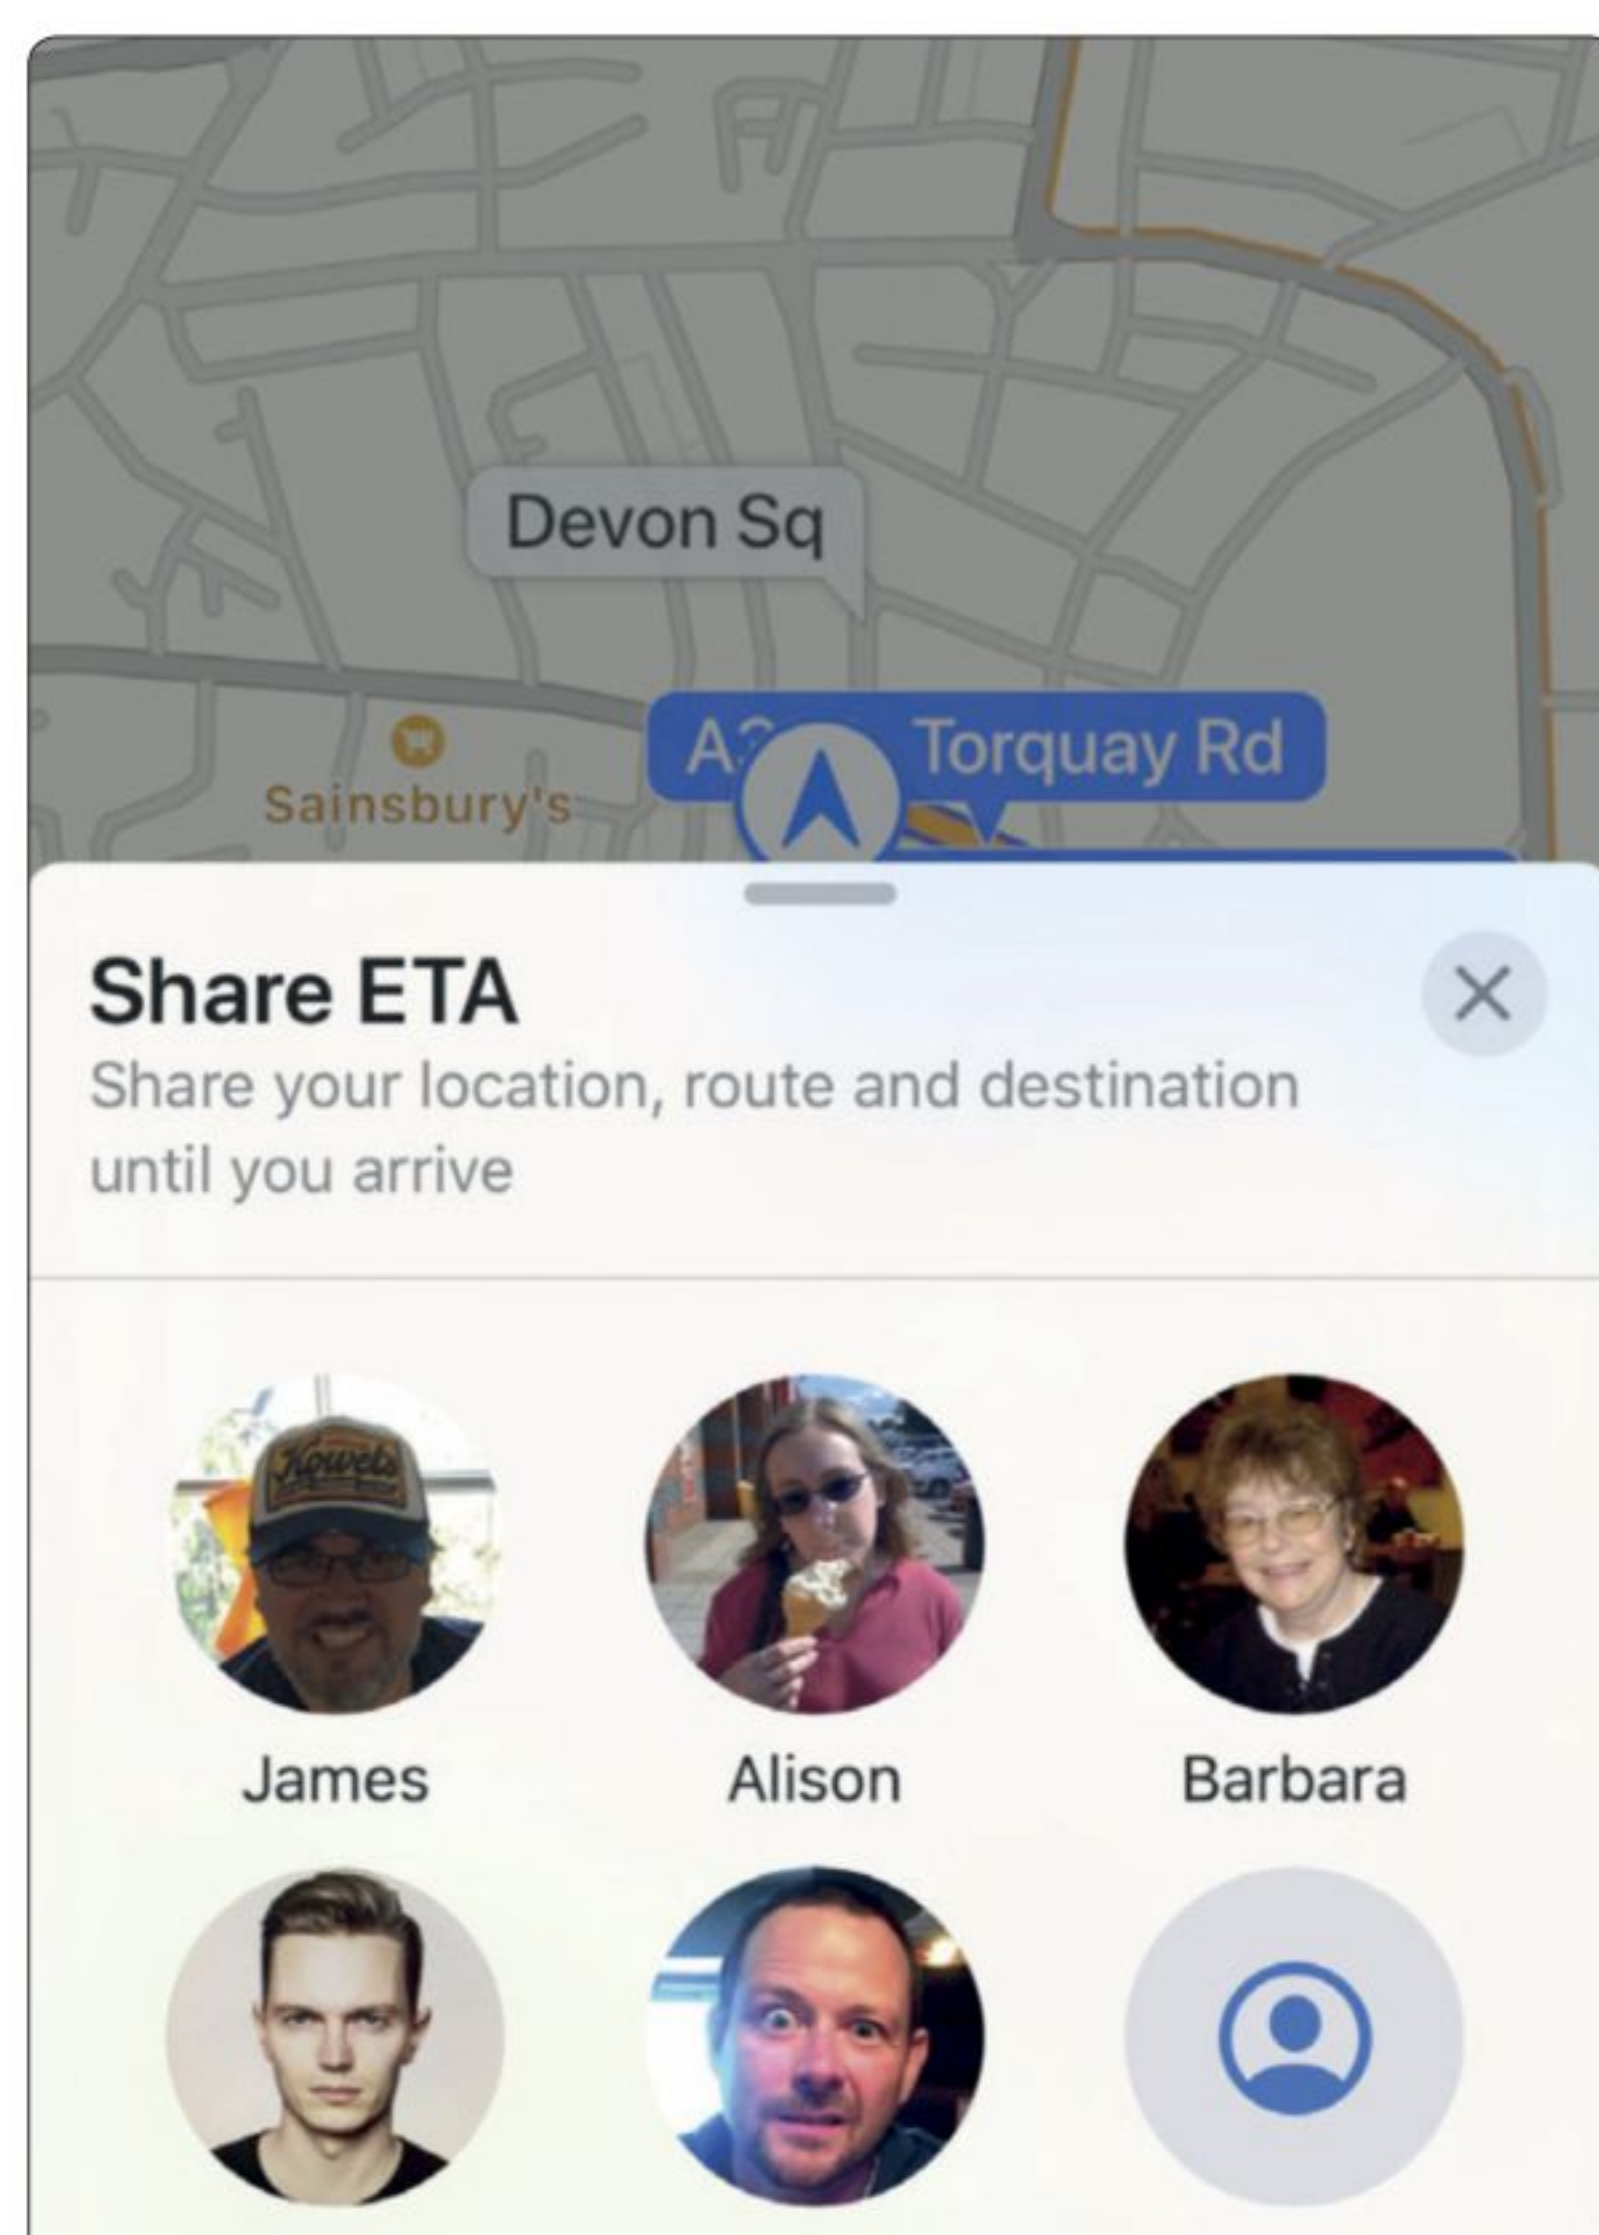 Devon Sq
Torquay Rd
Sainsbury's
Share ETA
Share your location, route and destination
until you arrive
James
Alison
Barbara